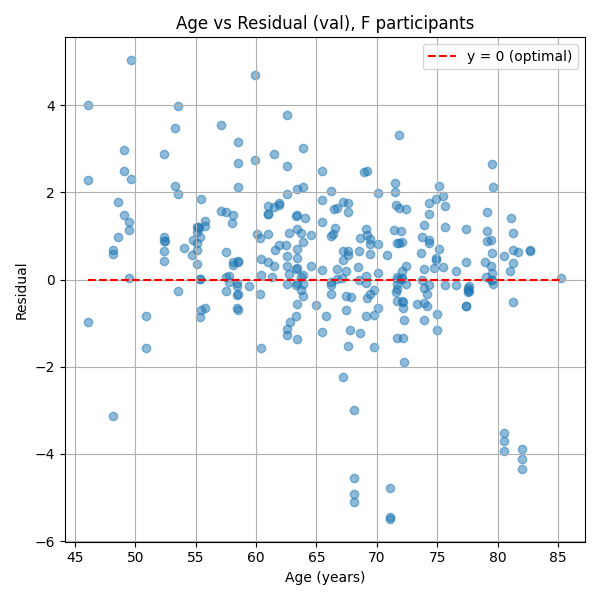 Age vs Residual (val), F participants
y = 0 (optimal)
4
2
0
−2
−4
−6
Residual
45 50 55 60 65 70 75 80 85
Age (years)